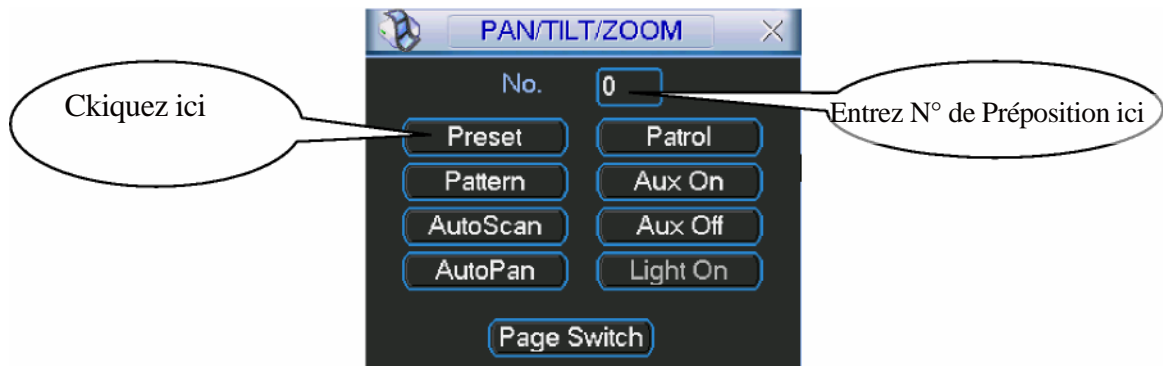 PAN/TILT/ZOOM
No. 0
Ckiquez ici
Entrez N° de Préposition ici
Preset Patrol
Pattern Aux On
AutoScan Aux Off
AutoPan Light On
Page Switch